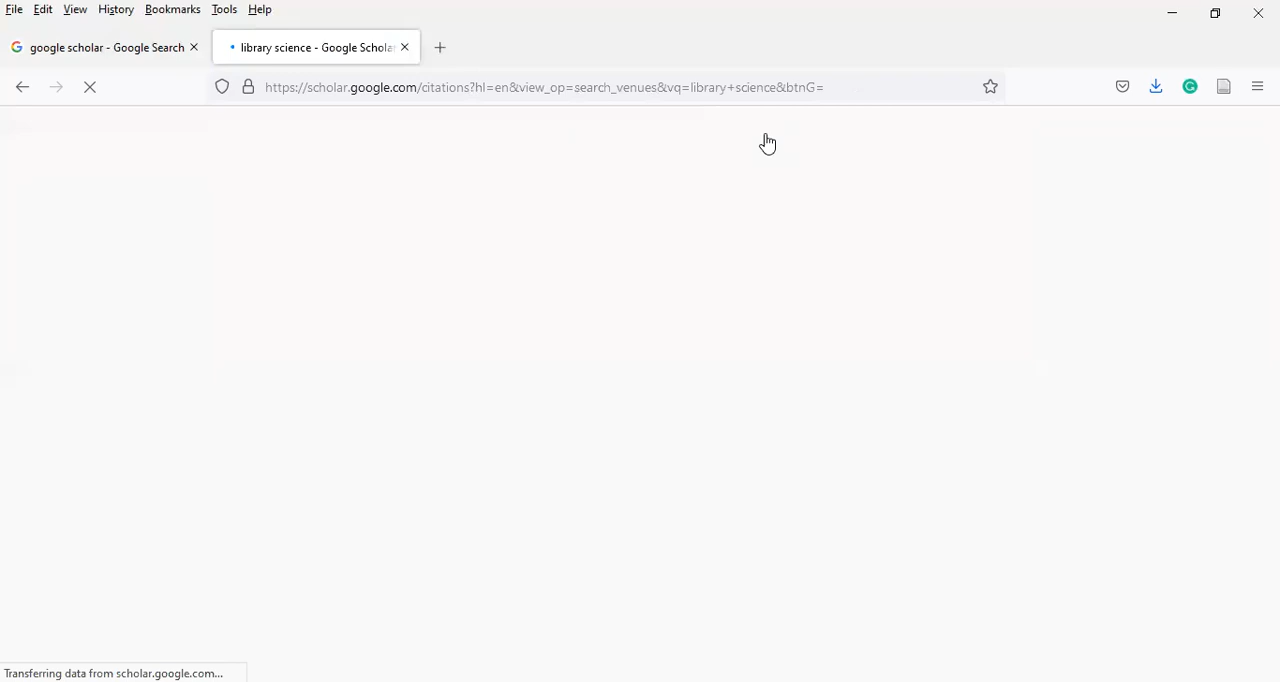 File Edit View History Bookmarks Tools Help
google scholar - Google Search
library science - Google Schola
https://scholar.google.com/citations?hl=en&view_op=search_venues&vq=library+science&btnG=
Transferring data from scholar.google.com...